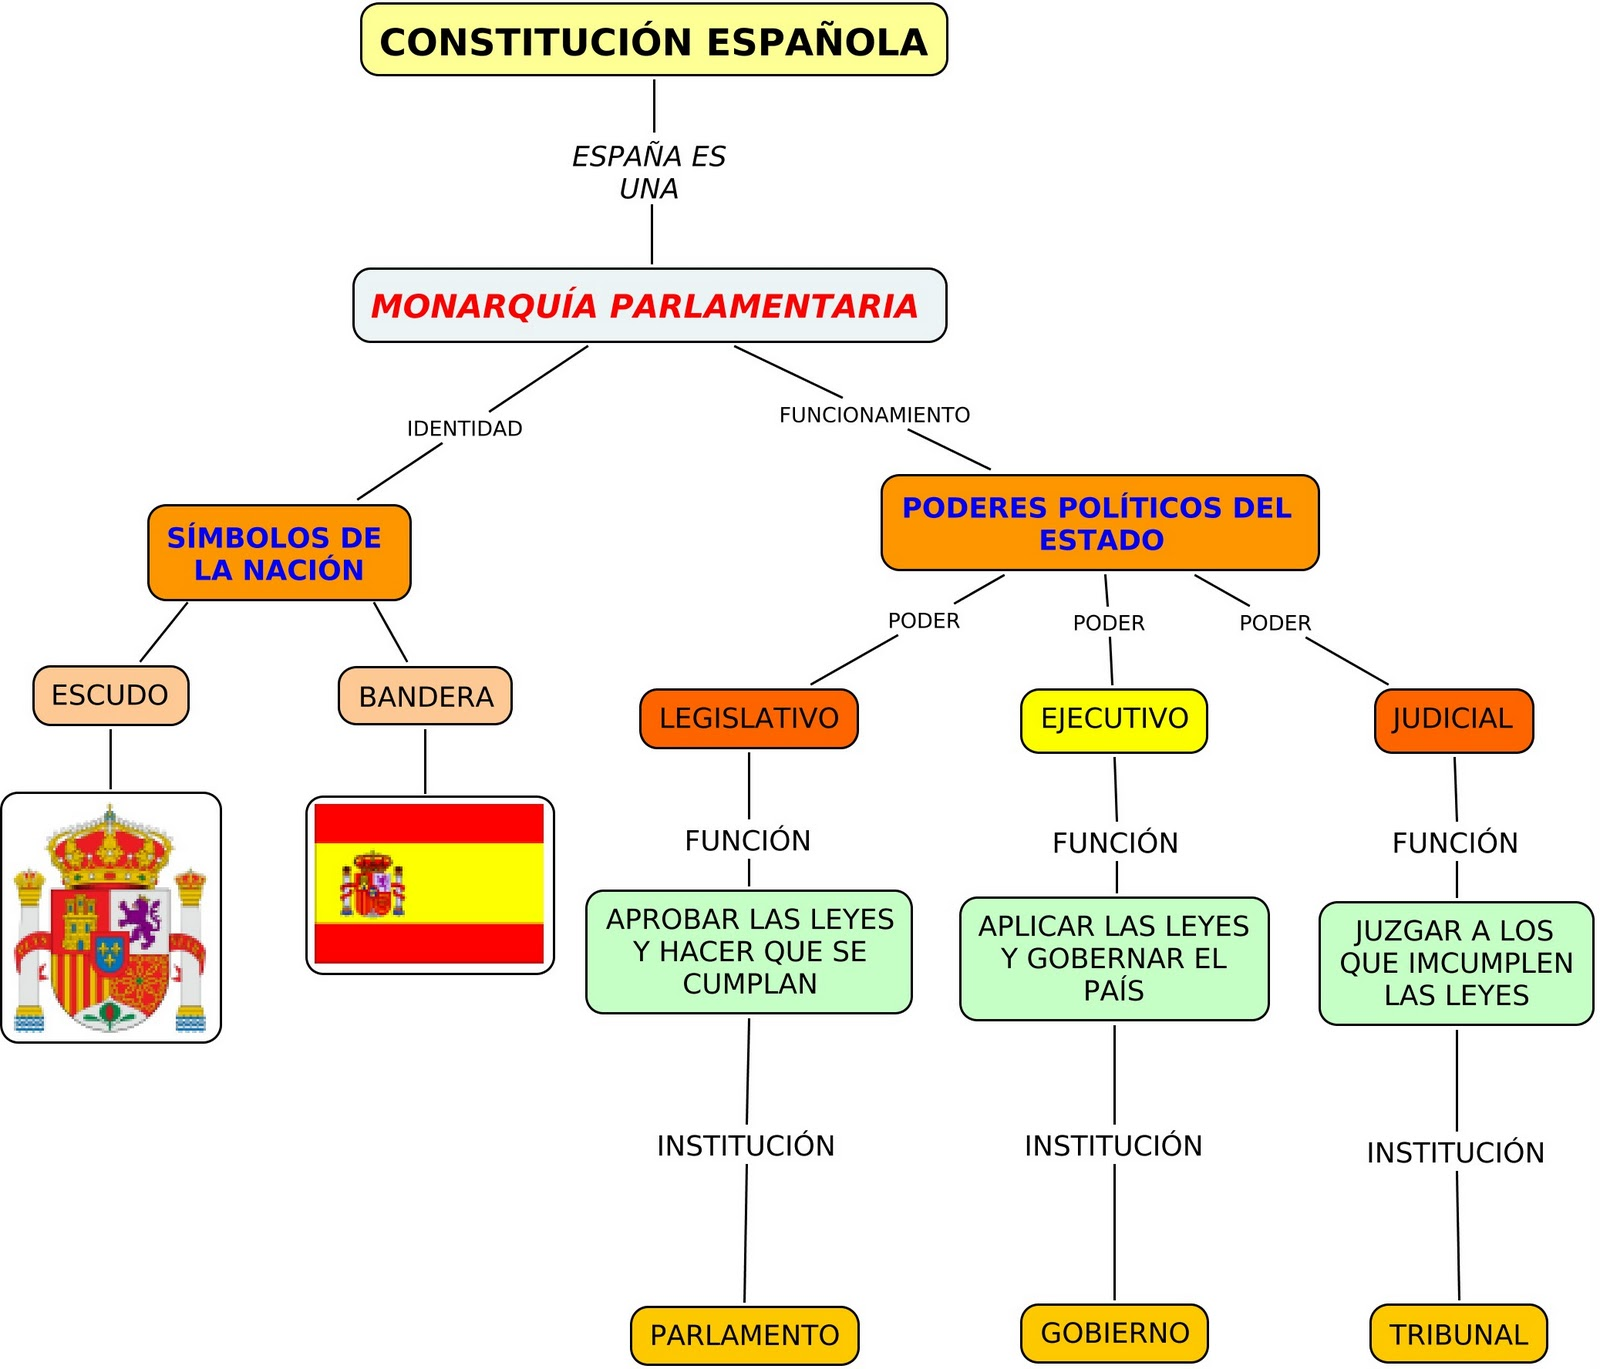 CONSTITUCIÓN ESPAÑOLA
ESPAÑA ES
UNA
MONARQUÍA PARLAMENTARIA
IDENTIDAD
FUNCIONAMIENTO
SÍMBOLOS DE
LA NACIÓN
PODERES POLÍTICOS DEL
ESTADO
PODER
PODER
PODER
ESCUDO
BANDERA
LEGISLATIVO
EJECUTIVO
JUDICIAL
FUNCIÓN
FUNCIÓN
FUNCIÓN
APROBAR LAS LEYES
Y HACER QUE SE
CUMPLAN
APLICAR LAS LEYES
Y GOBERNAR EL
PAÍS
JUZGAR A LOS
QUE IMCUMPLEN
LAS LEYES
INSTITUCIÓN
INSTITUCIÓN
INSTITUCIÓN
PARLAMENTO
GOBIERNO
TRIBUNAL